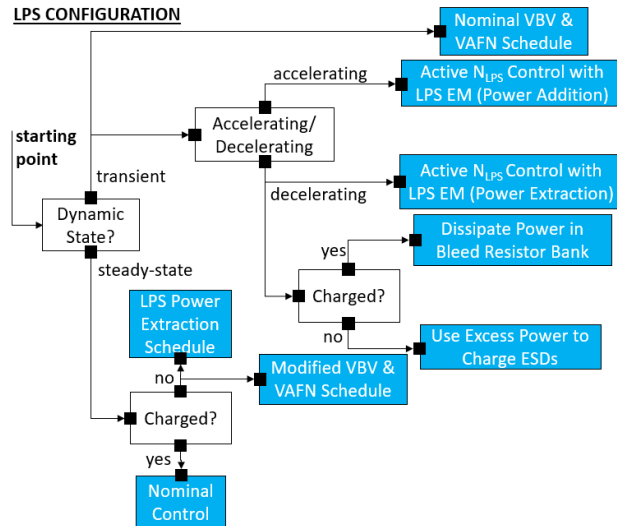 LPS CONFIGURATION
Nominal VBV &
VAFN Schedule
accelerating
Active N_LPS Control with
LPS EM (Power Addition)
Accelerating/
Decelerating
starting
point
transient
decelerating
Active N_LPS Control with
LPS EM (Power Extraction)
Dynamic
State?
steady-state
yes
Dissipate Power in
Bleed Resistor Bank
Charged?
no
Use Excess Power to
Charge ESDs
LPS Power
Extraction
Schedule
no
Modified VBV &
VAFN Schedule
Charged?
yes
Nominal
Control